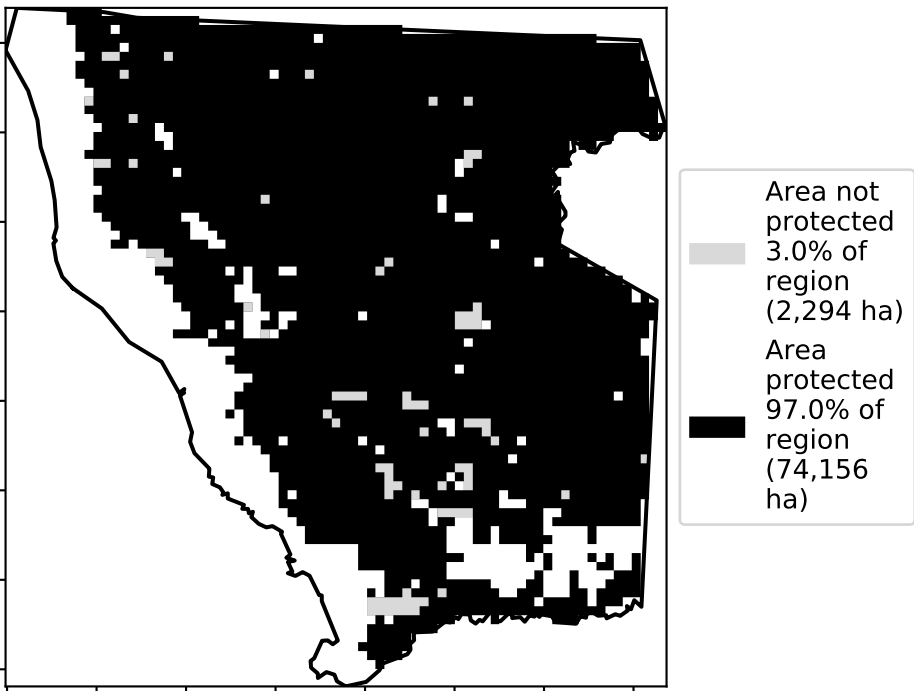 Area not
protected
3.0% of
region
(2,294 ha)
Area
protected
97.0% of
region
(74,156
ha)